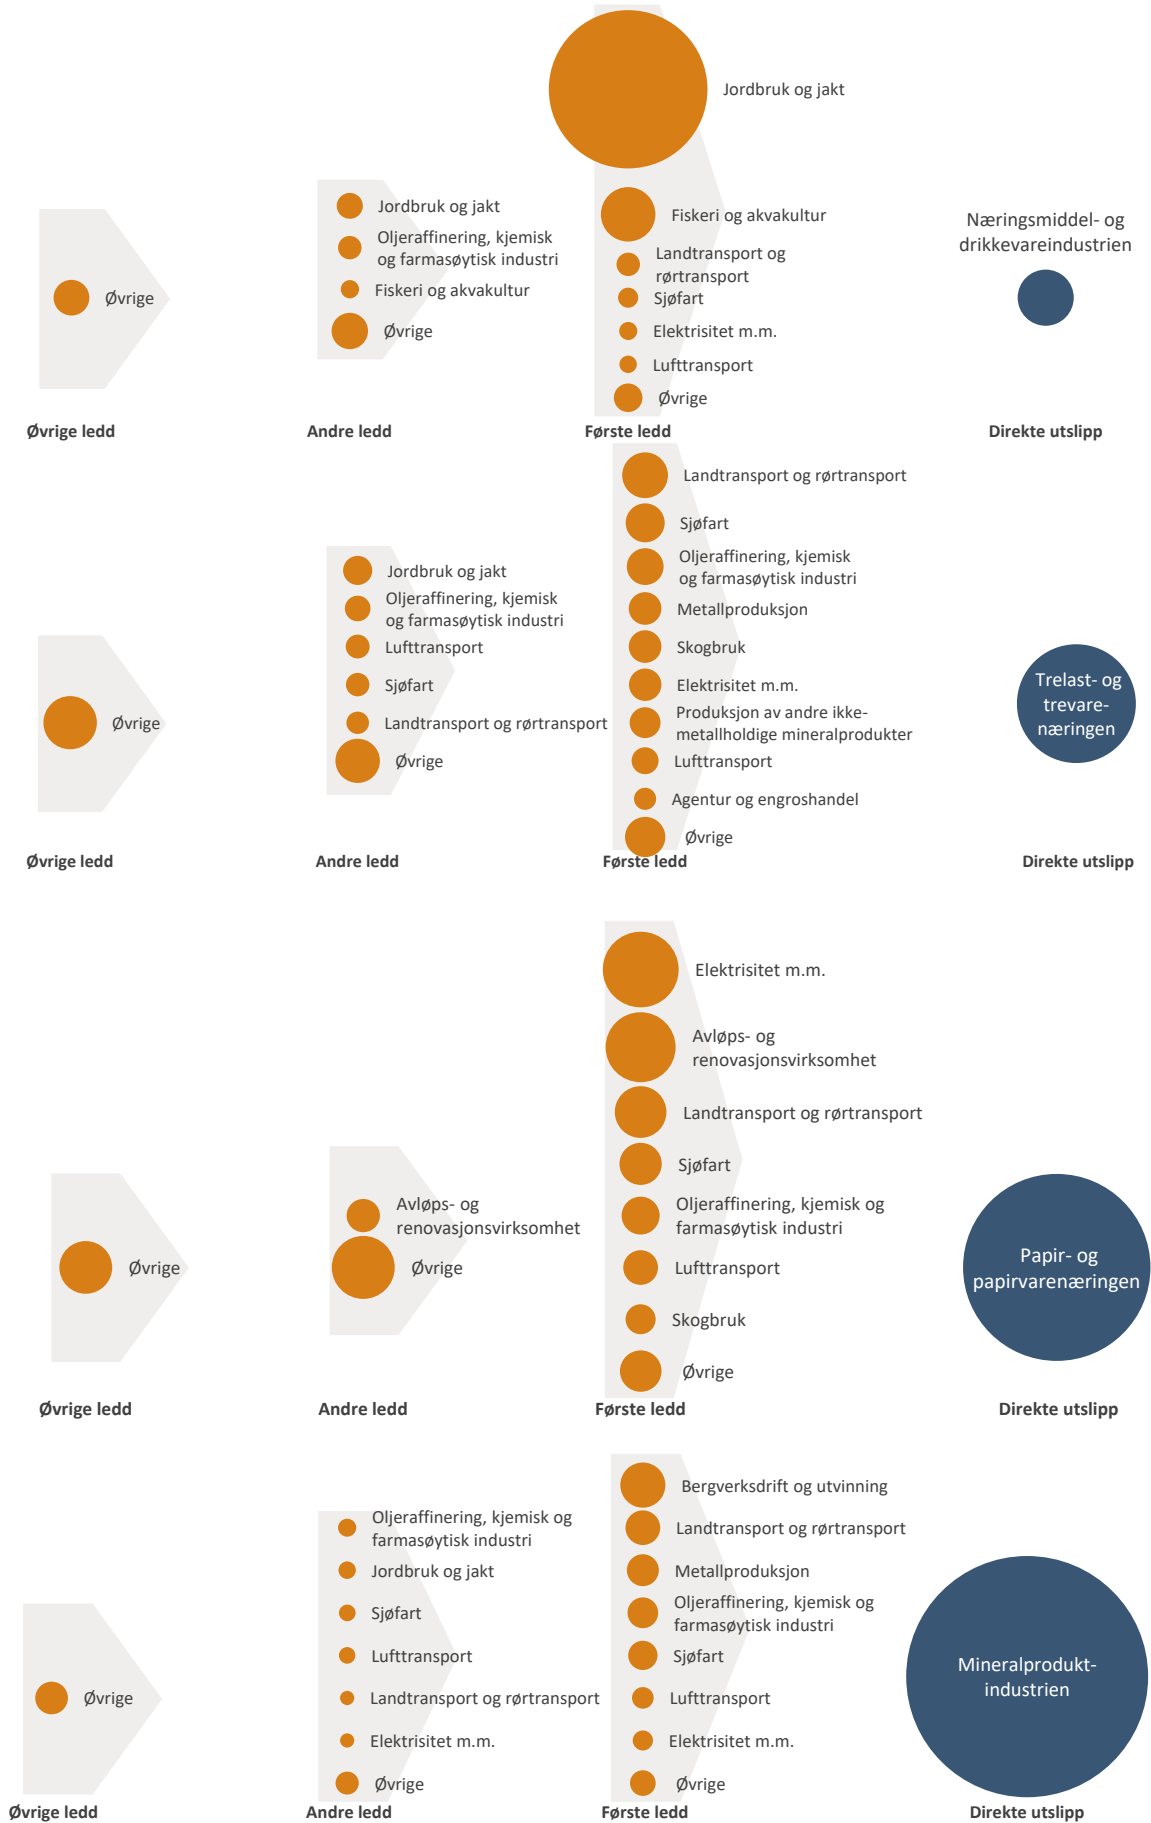 Jordbruk og jakt
Fiskeri og akvakultur
Landtransport og
rørtransport
Sjøfart
Elektrisitet m.m.
Lufttransport
Øvrige
Jordbruk og jakt
Oljeraffinering, kjemisk
og farmasøytisk industri
Fiskeri og akvakultur
Øvrige
Øvrige
Næringsmiddel- og
drikkevareindustrien
Øvrige ledd
Andre ledd
Første ledd
Direkte utslipp
Landtransport og rørtransport
Sjøfart
Oljeraffinering, kjemisk
og farmasøytisk industri
Metallproduksjon
Skogbruk
Elektrisitet m.m.
Produksjon av andre ikke-
metallholdige mineralprodukter
Lufttransport
Agentur og engroshandel
Øvrige
Jordbruk og jakt
Oljeraffinering, kjemisk
og farmasøytisk industri
Lufttransport
Sjøfart
Landtransport og rørtransport
Øvrige
Øvrige
Trelast- og
trevare-
næringen
Øvrige ledd
Andre ledd
Første ledd
Direkte utslipp
Elektrisitet m.m.
Avløps- og
renovasjonsvirksomhet
Landtransport og rørtransport
Sjøfart
Oljeraffinering, kjemisk og
farmasøytisk industri
Lufttransport
Skogbruk
Øvrige
Avløps- og
renovasjonsvirksomhet
Øvrige
Øvrige
Papir- og
papirvarenæringen
Øvrige ledd
Andre ledd
Første ledd
Direkte utslipp
Bergverksdrift og utvinning
Landtransport og rørtransport
Metallproduksjon
Oljeraffinering, kjemisk og
farmasøytisk industri
Sjøfart
Lufttransport
Elektrisitet m.m.
Øvrige
Oljeraffinering, kjemisk og
farmasøytisk industri
Jordbruk og jakt
Sjøfart
Lufttransport
Landtransport og rørtransport
Elektrisitet m.m.
Øvrige
Øvrige
Mineralprodukt-
industrien
Øvrige ledd
Andre ledd
Første ledd
Direkte utslipp